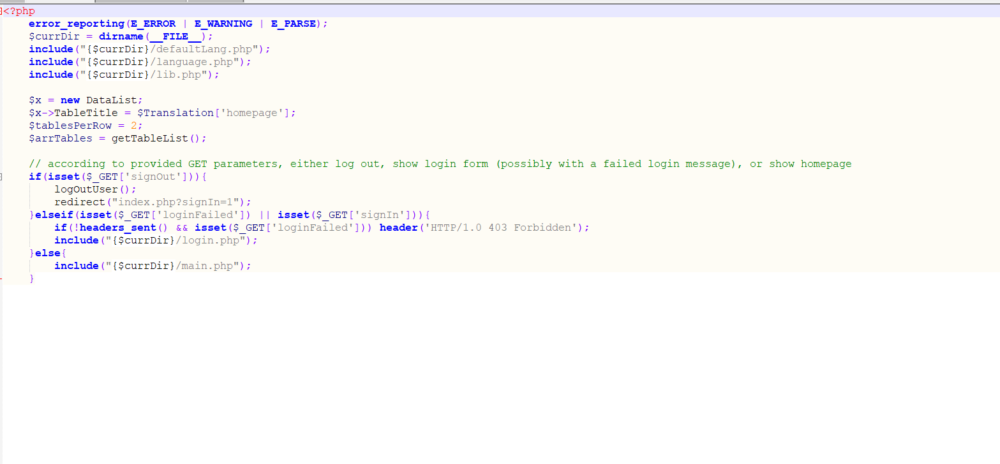 <?php
error_reporting(E_ERROR | E_WARNING | E_PARSE);
$currDir = dirname(__FILE__);
include("{$currDir}/defaultLang.php");
include("{$currDir}/language.php");
include("{$currDir}/lib.php");
$x = new DataList;
$x->TableTitle = $Translation['homepage'];
$tablesPerRow = 2;
$arrTables = getTableList();
// according to provided GET parameters, either log out, show login form (possibly with a failed login message), or show homepage
if(isset($_GET['signOut'])){
logOutUser();
redirect("index.php?signIn=1");
}elseif(isset($_GET['loginFailed']) || isset($_GET['signIn'])){
if(!headers_sent() && isset($_GET['loginFailed'])) header('HTTP/1.0 403 Forbidden');
include("{$currDir}/login.php");
}else{
include("{$currDir}/main.php");
}